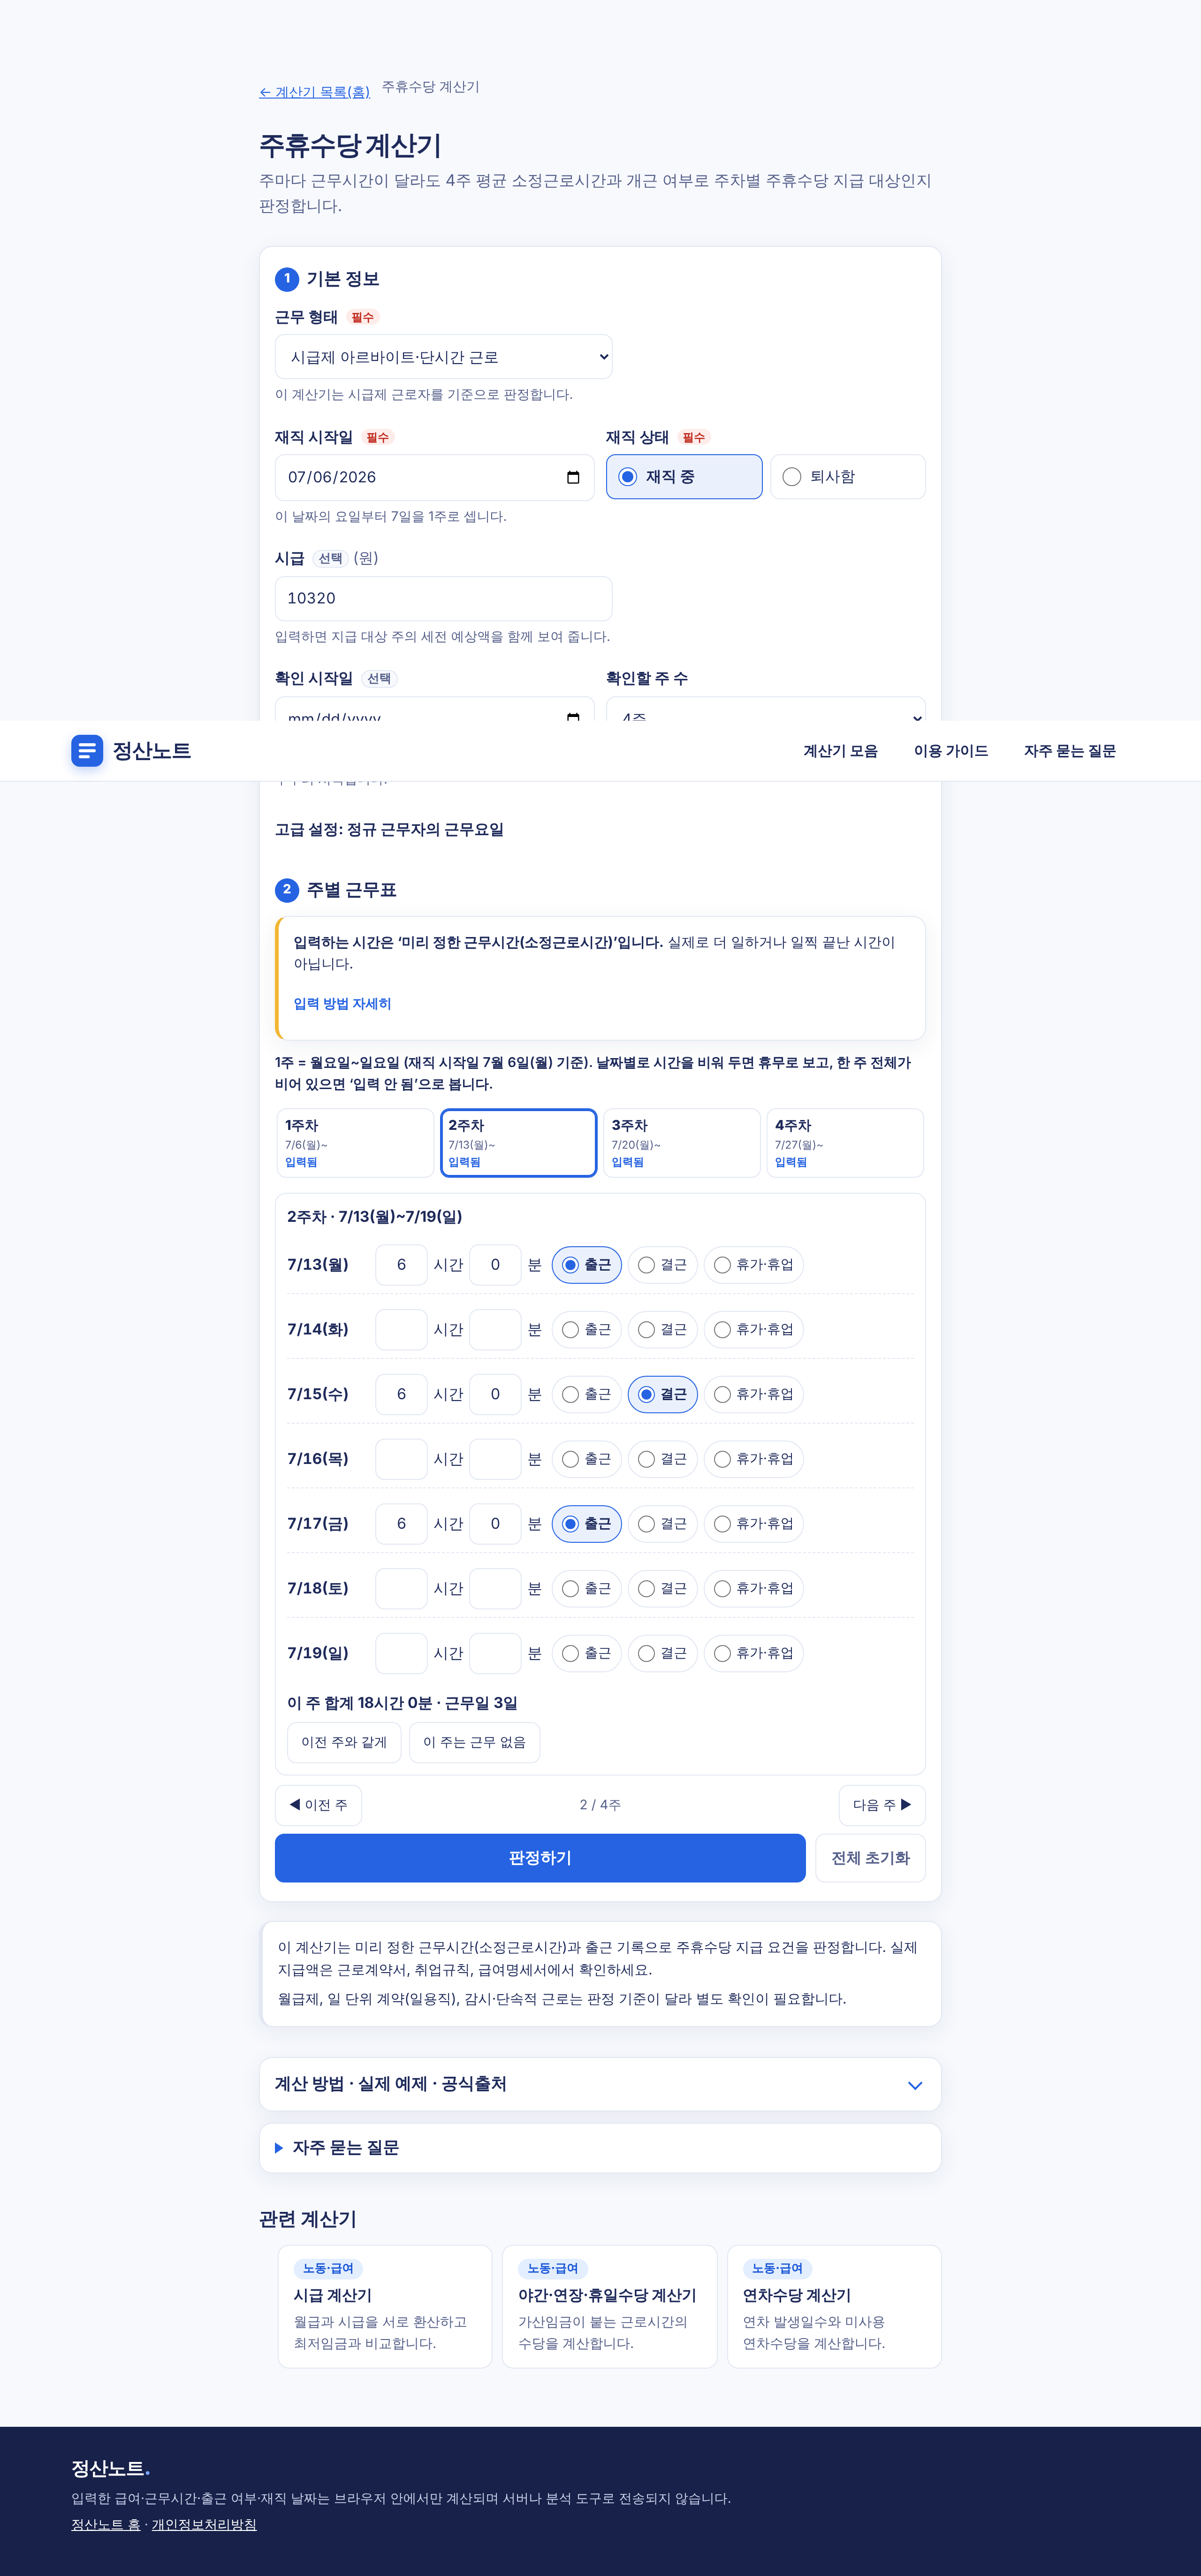 ← 계산기 목록(홈) 주휴수당 계산기
주휴수당 계산기
주마다 근무시간이 달라도 4주 평균 소정근로시간과 개근 여부로 주차별 주휴수당 지급 대상인지
판정합니다.
1 기본 정보
근무 형태 필수
시급제 아르바이트·단시간 근로
이 계산기는 시급제 근로자를 기준으로 판정합니다.
재직 시작일 필수
재직 상태 필수
07/06/2026
재직 중
퇴사함
이 날짜의 요일부터 7일을 1주로 셉니다.
시급 선택 (원)
10320
입력하면 지급 대상 주의 세전 예상액을 함께 보여 줍니다.
확인 시작일 선택
확인할 주 수
mm/dd/yyyy
4주
정산노트
계산기 모음 이용 가이드 자주 묻는 질문
고급 설정: 정규 근무자의 근무요일
2 주별 근무표
입력하는 시간은 ‘미리 정한 근무시간(소정근로시간)’입니다. 실제로 더 일하거나 일찍 끝난 시간이
아닙니다.
입력 방법 자세히
1주 = 월요일~일요일 (재직 시작일 7월 6일(월) 기준). 날짜별로 시간을 비워 두면 휴무로 보고, 한 주 전체가
비어 있으면 ‘입력 안 됨’으로 봅니다.
1주차
7/6(월)~
입력됨
2주차
7/13(월)~
입력됨
3주차
7/20(월)~
입력됨
4주차
7/27(월)~
입력됨
2주차 · 7/13(월)~7/19(일)
7/13(월) 6 시간 0 분 출근 결근 휴가·휴업
7/14(화) 시간 분 출근 결근 휴가·휴업
7/15(수) 6 시간 0 분 출근 결근 휴가·휴업
7/16(목) 시간 분 출근 결근 휴가·휴업
7/17(금) 6 시간 0 분 출근 결근 휴가·휴업
7/18(토) 시간 분 출근 결근 휴가·휴업
7/19(일) 시간 분 출근 결근 휴가·휴업
이 주 합계 18시간 0분 · 근무일 3일
이전 주와 같게 이 주는 근무 없음
◀ 이전 주 2 / 4주 다음 주 ▶
판정하기 전체 초기화
이 계산기는 미리 정한 근무시간(소정근로시간)과 출근 기록으로 주휴수당 지급 요건을 판정합니다. 실제
지급액은 근로계약서, 취업규칙, 급여명세서에서 확인하세요.
월급제, 일 단위 계약(일용직), 감시·단속적 근로는 판정 기준이 달라 별도 확인이 필요합니다.
계산 방법 · 실제 예제 · 공식출처
자주 묻는 질문
관련 계산기
노동·급여
시급 계산기
월급과 시급을 서로 환산하고
최저임금과 비교합니다.
노동·급여
야간·연장·휴일수당 계산기
가산임금이 붙는 근로시간의
수당을 계산합니다.
노동·급여
연차수당 계산기
연차 발생일수와 미사용
연차수당을 계산합니다.
정산노트.
입력한 급여·근무시간·출근 여부·재직 날짜는 브라우저 안에서만 계산되며 서버나 분석 도구로 전송되지 않습니다.
정산노트 홈 · 개인정보처리방침